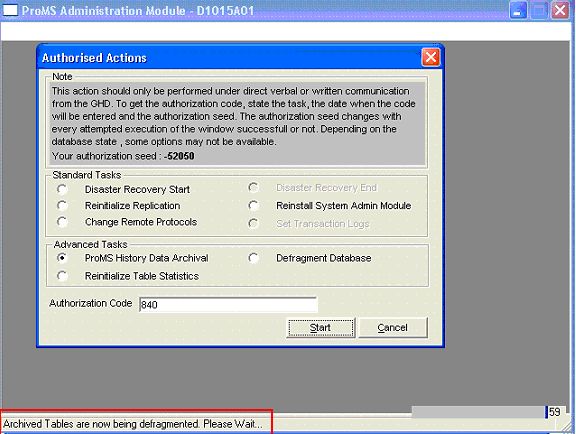 ProMS Administration Module - D1015A01
Authorised Actions
Note
This action should only be performed under direct verbal or written communication
from the GHD. To get the authorization code, state the task, the date when the code
will be entered and the authorization seed. The authorization seed changes with
every attempted execution of the window successfull or not. Depending on the
database state , some options may not be available.
Your authorization seed : -52050
Standard Tasks
Disaster Recovery Start
Disaster Recovery End
Reinitialize Replication
Reinstall System Admin Module
Change Remote Protocols
Set Transaction Logs
Advanced Tasks
ProMS History Data Archival
Defragment Database
Reinitialize Table Statistics
Authorization Code
840
Start
Cancel
59
Archived Tables are now being defragmented. Please Wait...